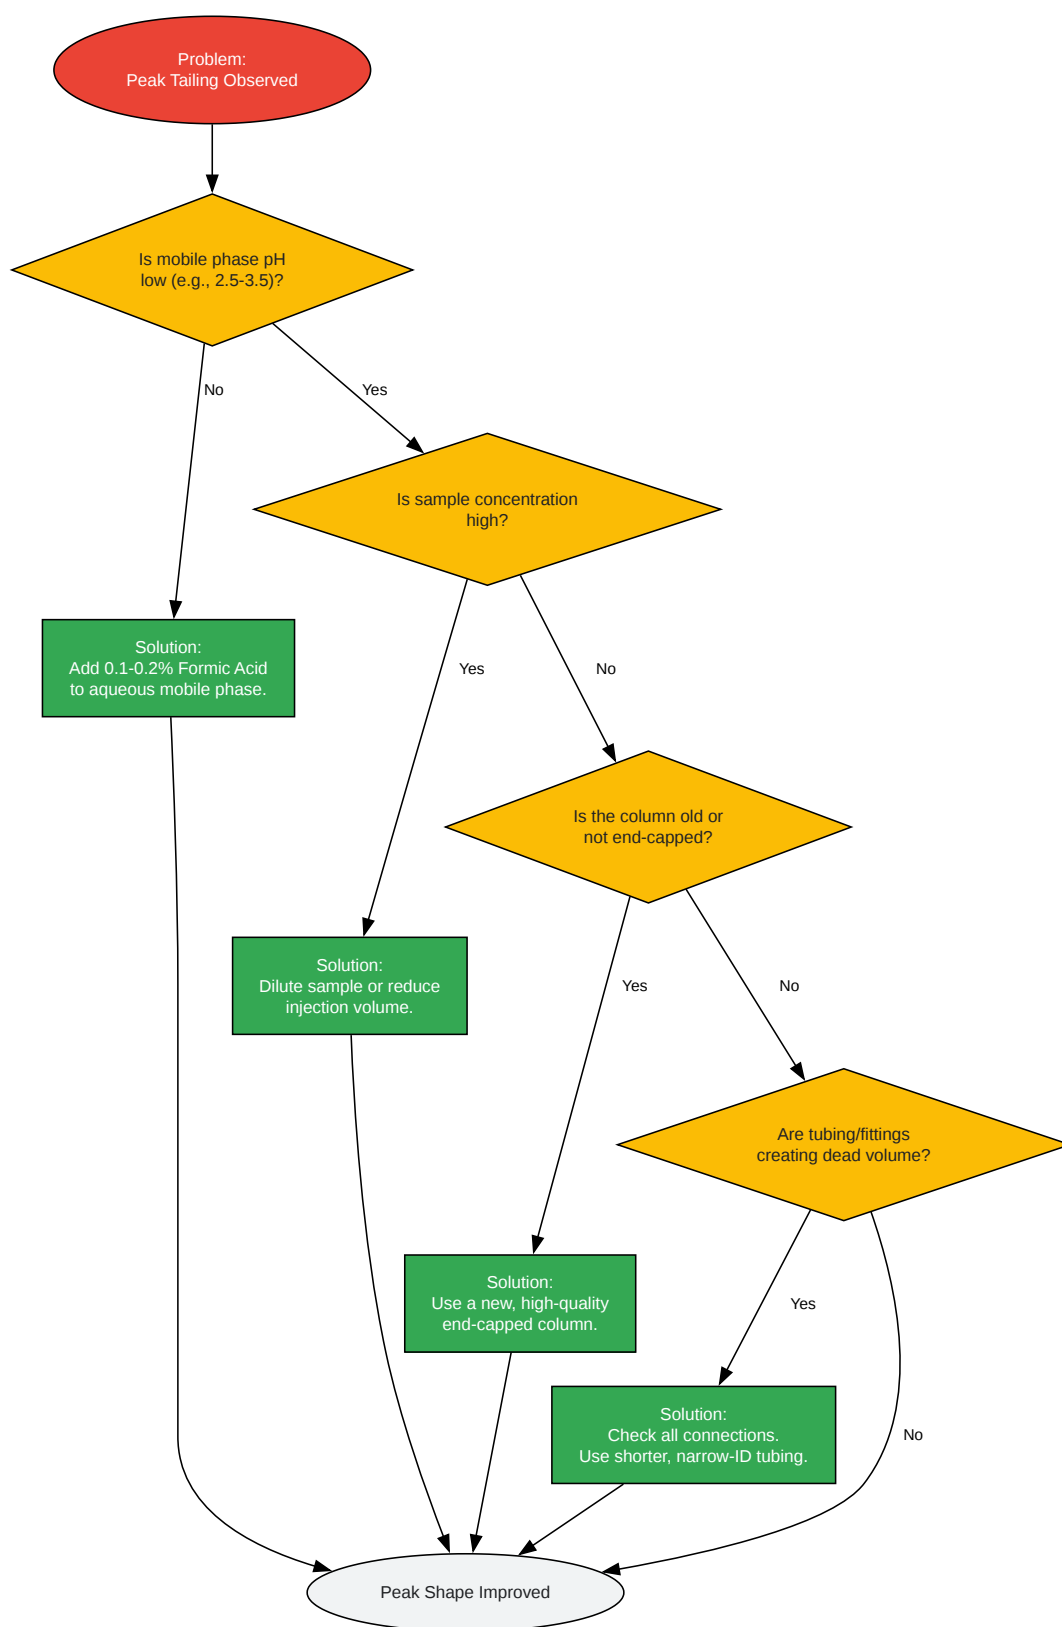 Problem:
Peak Tailing Observed
Is mobile phase pH
low (e.g., 2.5-3.5)?
No
Yes
Is sample concentration
high?
Solution:
Add 0.1-0.2% Formic Acid
to aqueous mobile phase.
Yes
No
Is the column old or
not end-capped?
Solution:
Dilute sample or reduce
injection volume.
Yes
No
Are tubing/fittings
creating dead volume?
Solution:
Use a new, high-quality
end-capped column.
Yes
Solution:
Check all connections.
Use shorter, narrow-ID tubing.
No
Peak Shape Improved